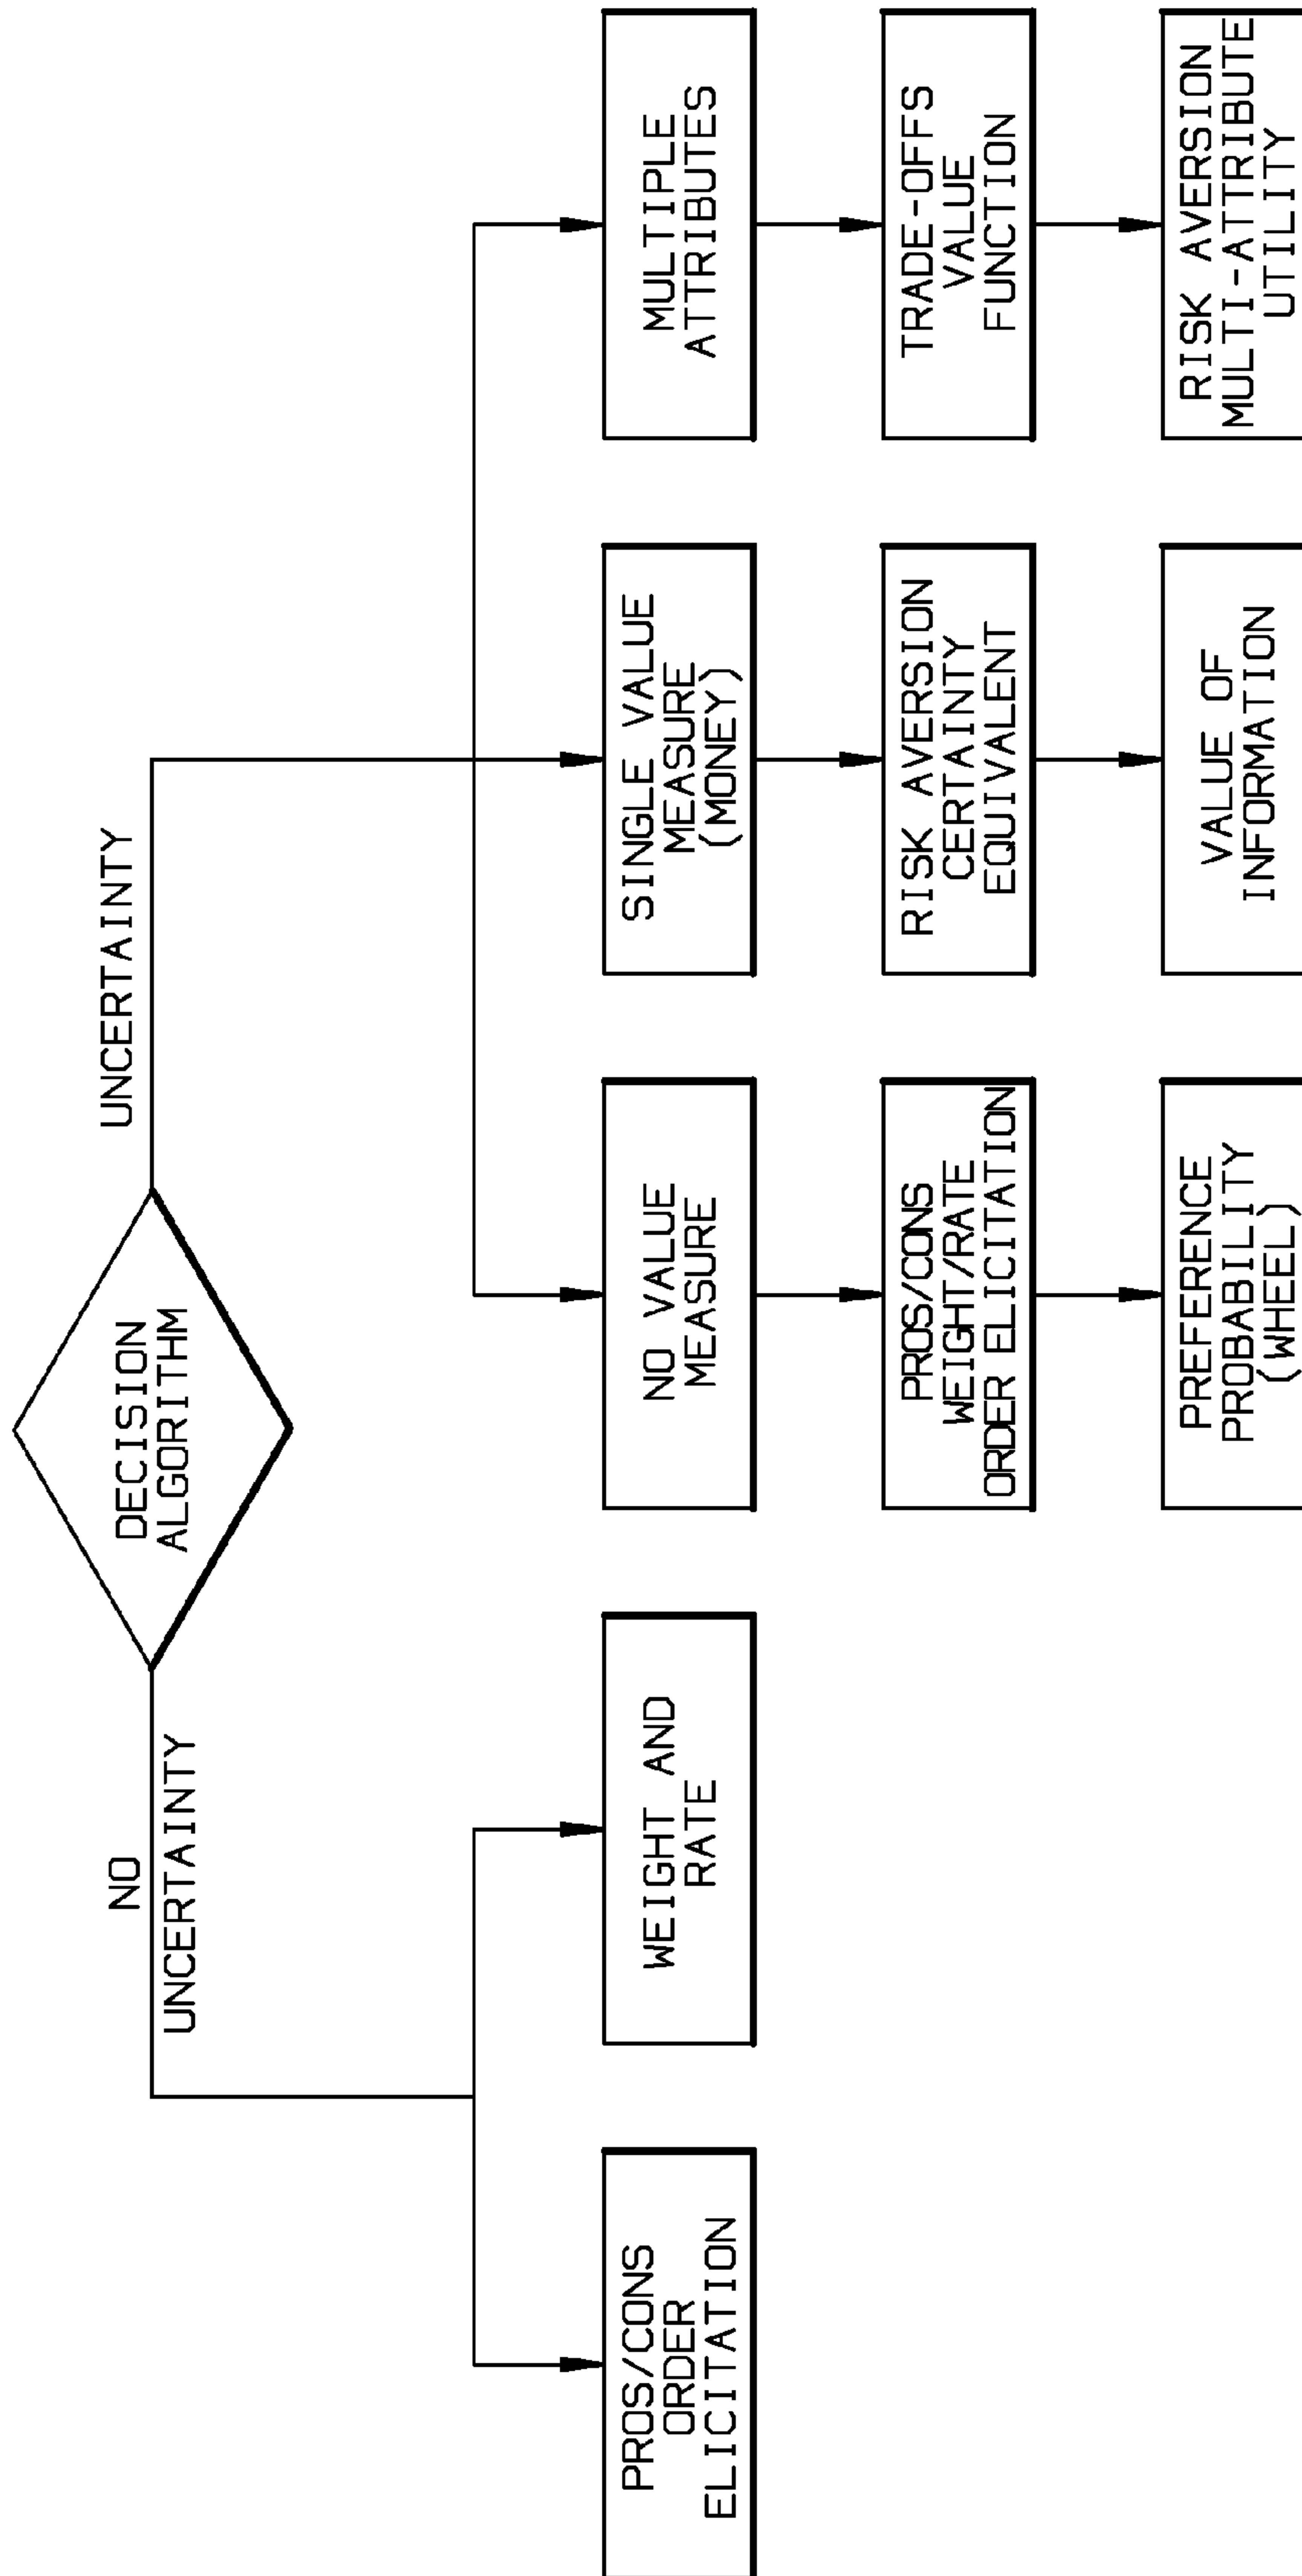 DECISION
ALGORITHM
NO
UNCERTAINTY
UNCERTAINTY
PROS/CONS
ORDER
ELICITATION
WEIGHT AND
RATE
NO VALUE
MEASURE
SINGLE VALUE
MEASURE
(MONEY)
MULTIPLE
ATTRIBUTES
PROS/CONS
WEIGHT/RATE
ORDER ELICITATION
RISK AVERSION
CERTAINTY
EQUIVALENT
TRADE-OFFS
VALUE
FUNCTION
PREFERENCE
PROBABILITY
(WHEEL)
VALUE OF
INFORMATION
RISK AVERSION
MULTI-ATTRIBUTE
UTILITY